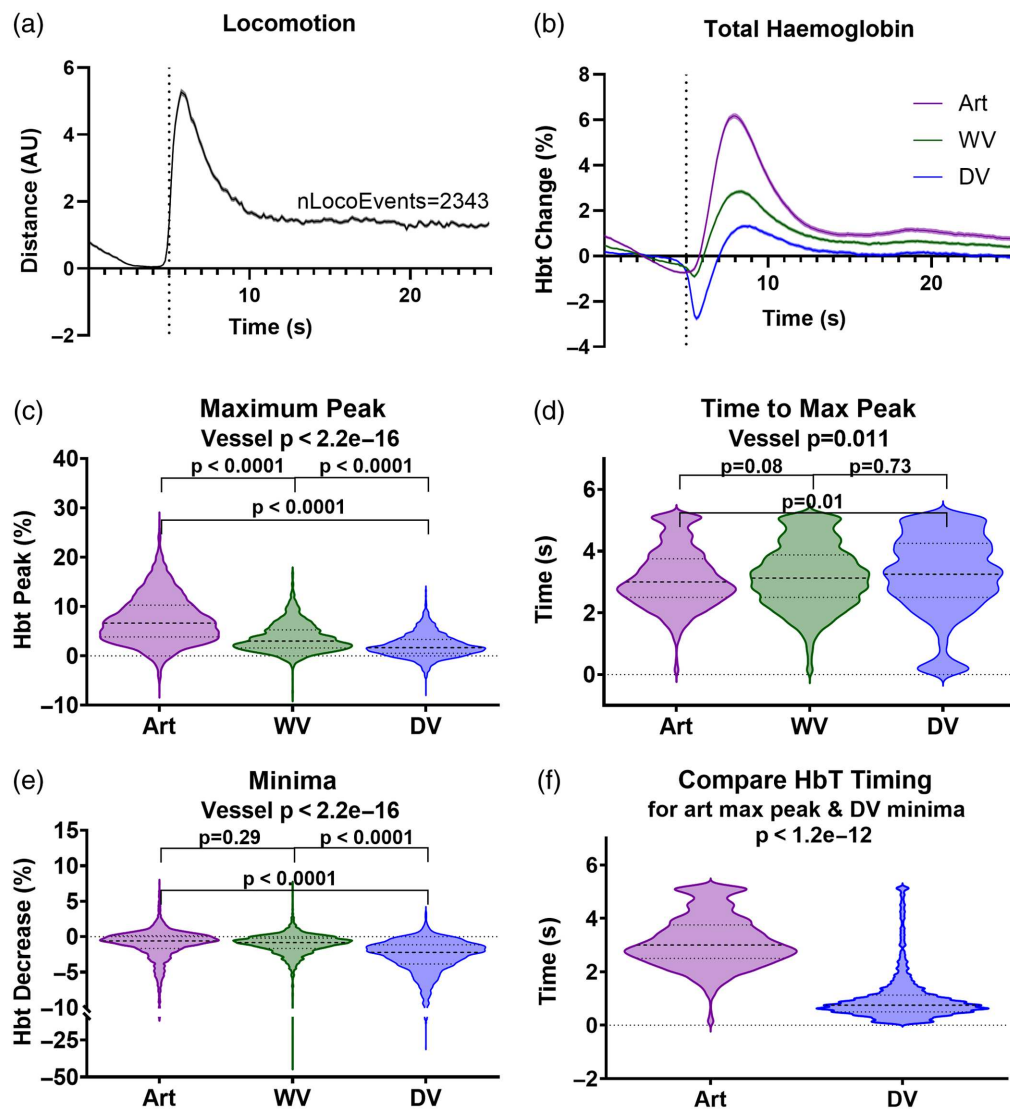 (a)
Locomotion
6
4
2
0
−2
Distance (AU)
nLocoEvents=2343
10
20
Time (s)
(b)
Total Haemoglobin
8
6
4
2
0
−2
−4
Hbt Change (%)
Art
WV
DV
10
20
Time (s)
(c)
Maximum Peak
Vessel p < 2.2e−16
p < 0.0001
p < 0.0001
p < 0.0001
40
30
20
10
0
−10
Hbt Peak (%)
Art
WV
DV
(d)
Time to Max Peak
Vessel p=0.011
p=0.08
p=0.73
p=0.01
6
4
2
0
Time (s)
Art
WV
DV
(e)
Minima
Vessel p < 2.2e−16
p=0.29
p < 0.0001
p < 0.0001
15
10
5
0
−5
−10
−25
−50
Hbt Decrease (%)
Art
WV
DV
(f)
Compare HbT Timing
for art max peak & DV minima
p < 1.2e−12
6
4
2
0
−2
Time (s)
Art
DV